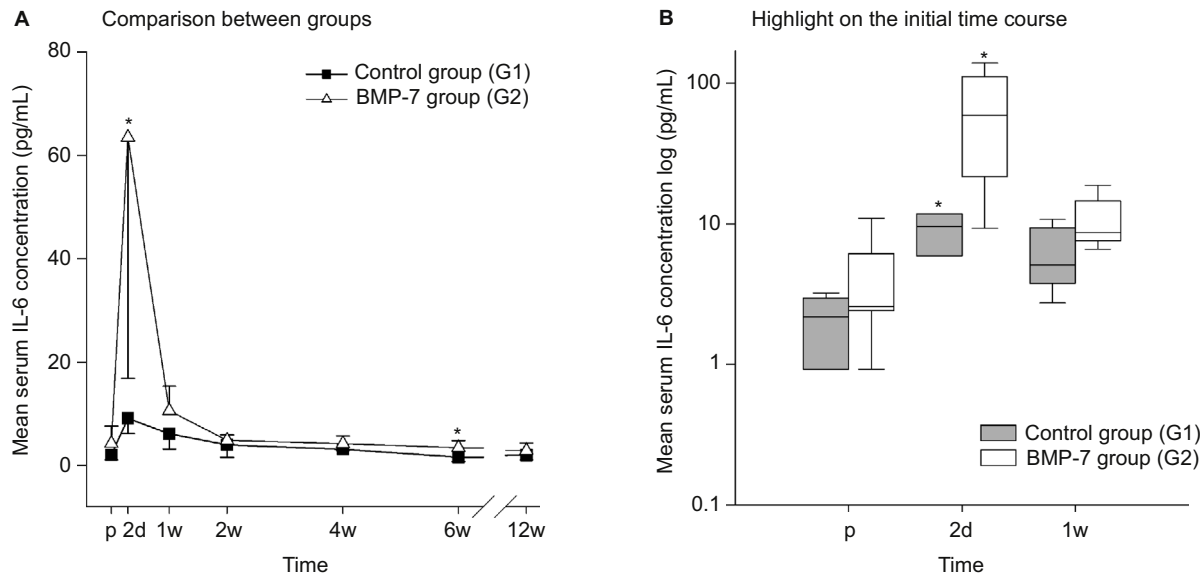 A Comparison between groups
Mean serum IL-6 concentration (pg/mL)
80
60
40
20
0
Control group (G1)
BMP-7 group (G2)
*
*
p 2d 1w 2w 4w 6w 12w
Time
B Highlight on the initial time course
Mean serum IL-6 concentration log (pg/mL)
100
10
1
0.1
*
*
Control group (G1)
BMP-7 group (G2)
p 2d 1w
Time